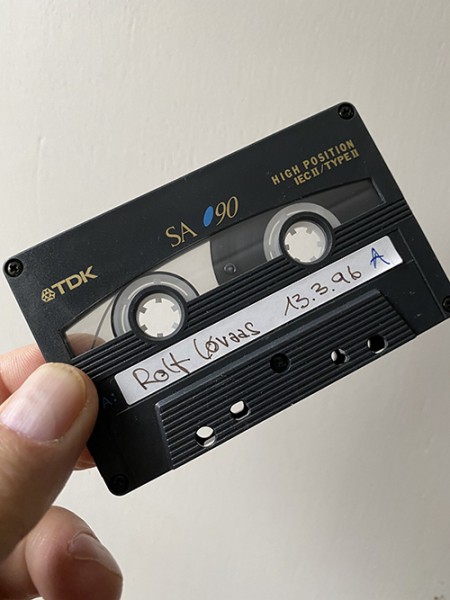 HIGH POSITION
IEC II/TYPE II
SA 90
TDK
Rolf Løvaas 13.3.96 A
A: